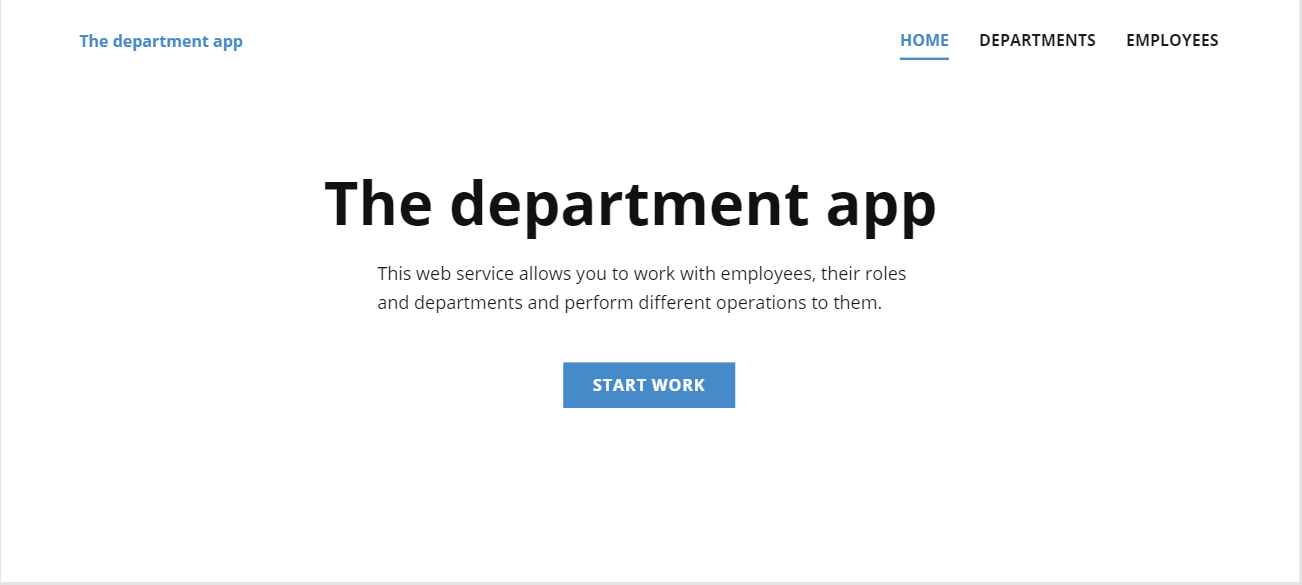 The department app
HOME DEPARTMENTS EMPLOYEES
The department app
This web service allows you to work with employees, their roles
and departments and perform different operations to them.
START WORK